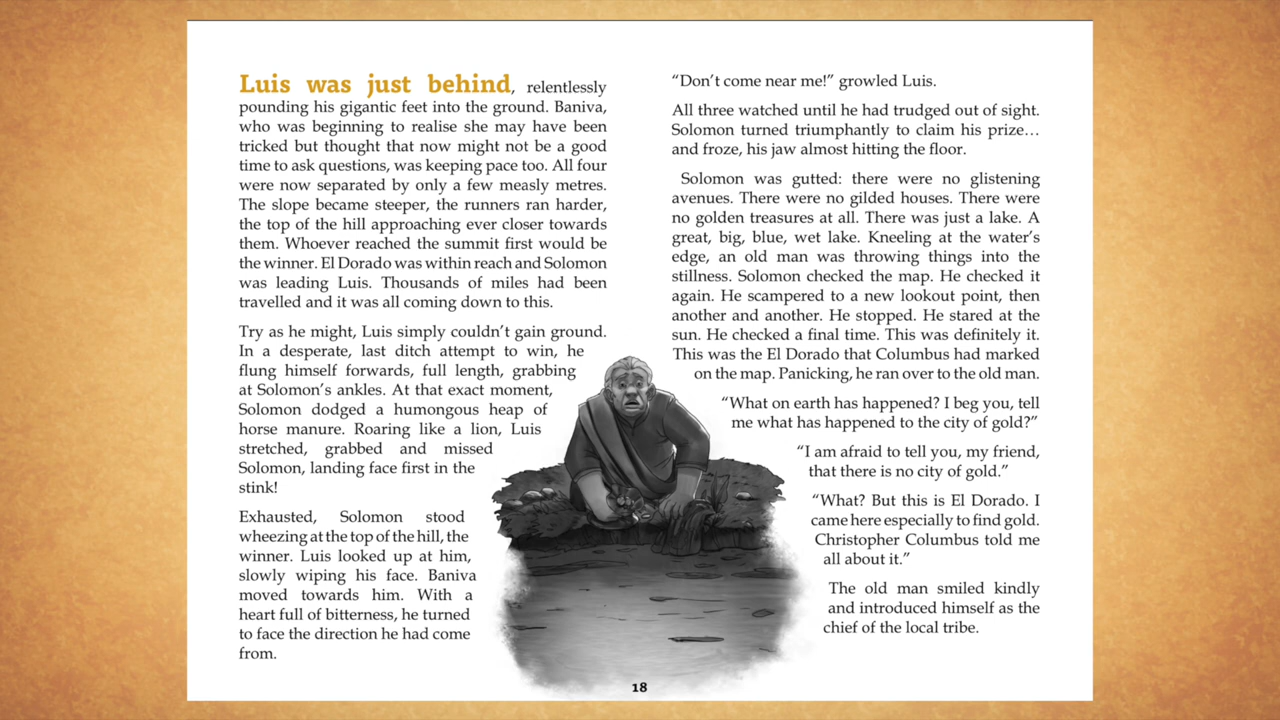 Luis was just behind, relentlessly
pounding his gigantic feet into the ground. Baniva,
who was beginning to realise she may have been
tricked but thought that now might not be a good
time to ask questions, was keeping pace too. All four
were now separated by only a few measly metres.
The slope became steeper, the runners ran harder,
the top of the hill approaching ever closer towards
them. Whoever reached the summit first would be
the winner. El Dorado was within reach and Solomon
was leading Luis. Thousands of miles had been
travelled and it was all coming down to this.
Try as he might, Luis simply couldn’t gain ground.
In a desperate, last ditch attempt to win, he
flung himself forwards, full length, grabbing
at Solomon’s ankles. At that exact moment,
Solomon dodged a humongous heap of
horse manure. Roaring like a lion, Luis
stretched, grabbed and missed
Solomon, landing face first in the
stink!
Exhausted, Solomon stood
wheezing at the top of the hill, the
winner. Luis looked up at him,
slowly wiping his face. Baniva
moved towards him. With a
heart full of bitterness, he turned
to face the direction he had come
from.
“Don’t come near me!” growled Luis.
All three watched until he had trudged out of sight.
Solomon turned triumphantly to claim his prize…
and froze, his jaw almost hitting the floor.
Solomon was gutted: there were no glistening
avenues. There were no gilded houses. There were
no golden treasures at all. There was just a lake. A
great, big, blue, wet lake. Kneeling at the water’s
edge, an old man was throwing things into the
stillness. Solomon checked the map. He checked it
again. He scampered to a new lookout point, then
another and another. He stopped. He stared at the
sun. He checked a final time. This was definitely it.
This was the El Dorado that Columbus had marked
on the map. Panicking, he ran over to the old man.
“What on earth has happened? I beg you, tell
me what has happened to the city of gold?”
“I am afraid to tell you, my friend,
that there is no city of gold.”
“What? But this is El Dorado. I
came here especially to find gold.
Christopher Columbus told me
all about it.”
The old man smiled kindly
and introduced himself as the
chief of the local tribe.
18